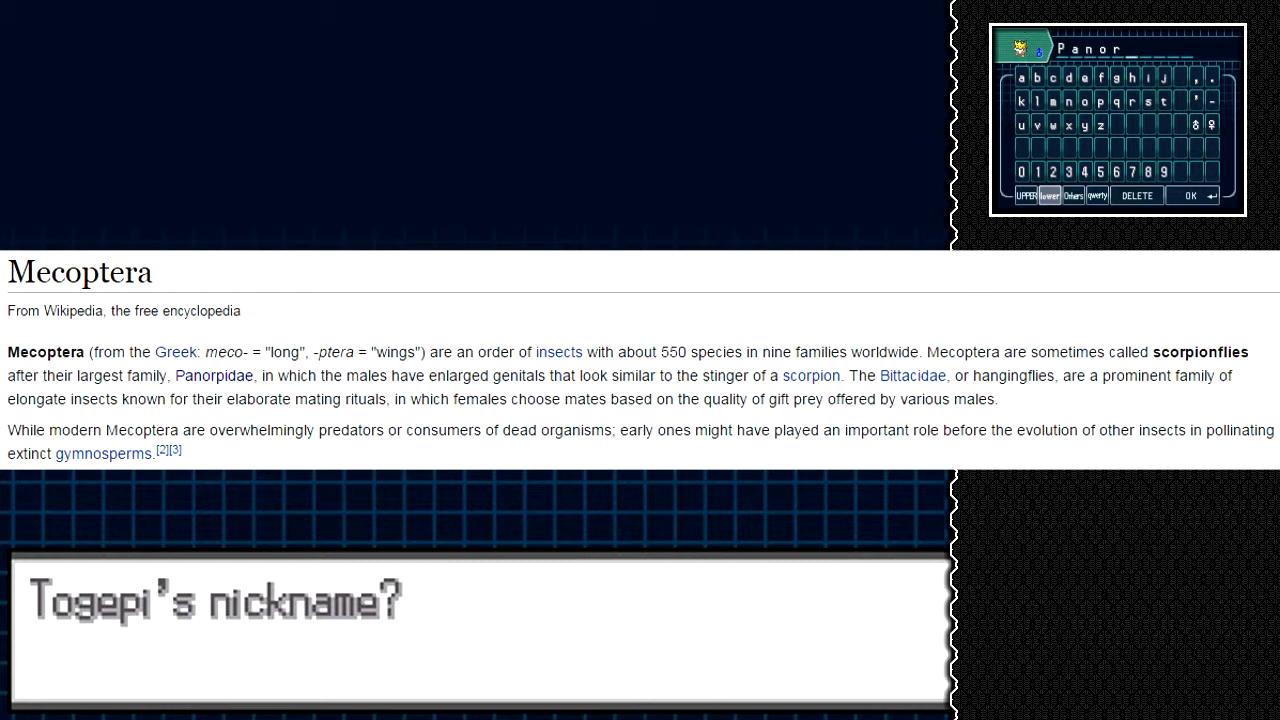 Panor
a b c d e f g h i j , .
k l m n o p q r s t ' -
u v w x y z ♂ ♀
0 1 2 3 4 5 6 7 8 9
UPPER lower Others qwerty DELETE OK
Mecoptera
From Wikipedia, the free encyclopedia
Mecoptera (from the Greek: meco- = "long", -ptera = "wings") are an order of insects with about 550 species in nine families worldwide. Mecoptera are sometimes called scorpionflies
after their largest family, Panorpidae, in which the males have enlarged genitals that look similar to the stinger of a scorpion. The Bittacidae, or hangingflies, are a prominent family of
elongate insects known for their elaborate mating rituals, in which females choose mates based on the quality of gift prey offered by various males.
While modern Mecoptera are overwhelmingly predators or consumers of dead organisms; early ones might have played an important role before the evolution of other insects in pollinating
extinct gymnosperms.[2][3]
Togepi's nickname?